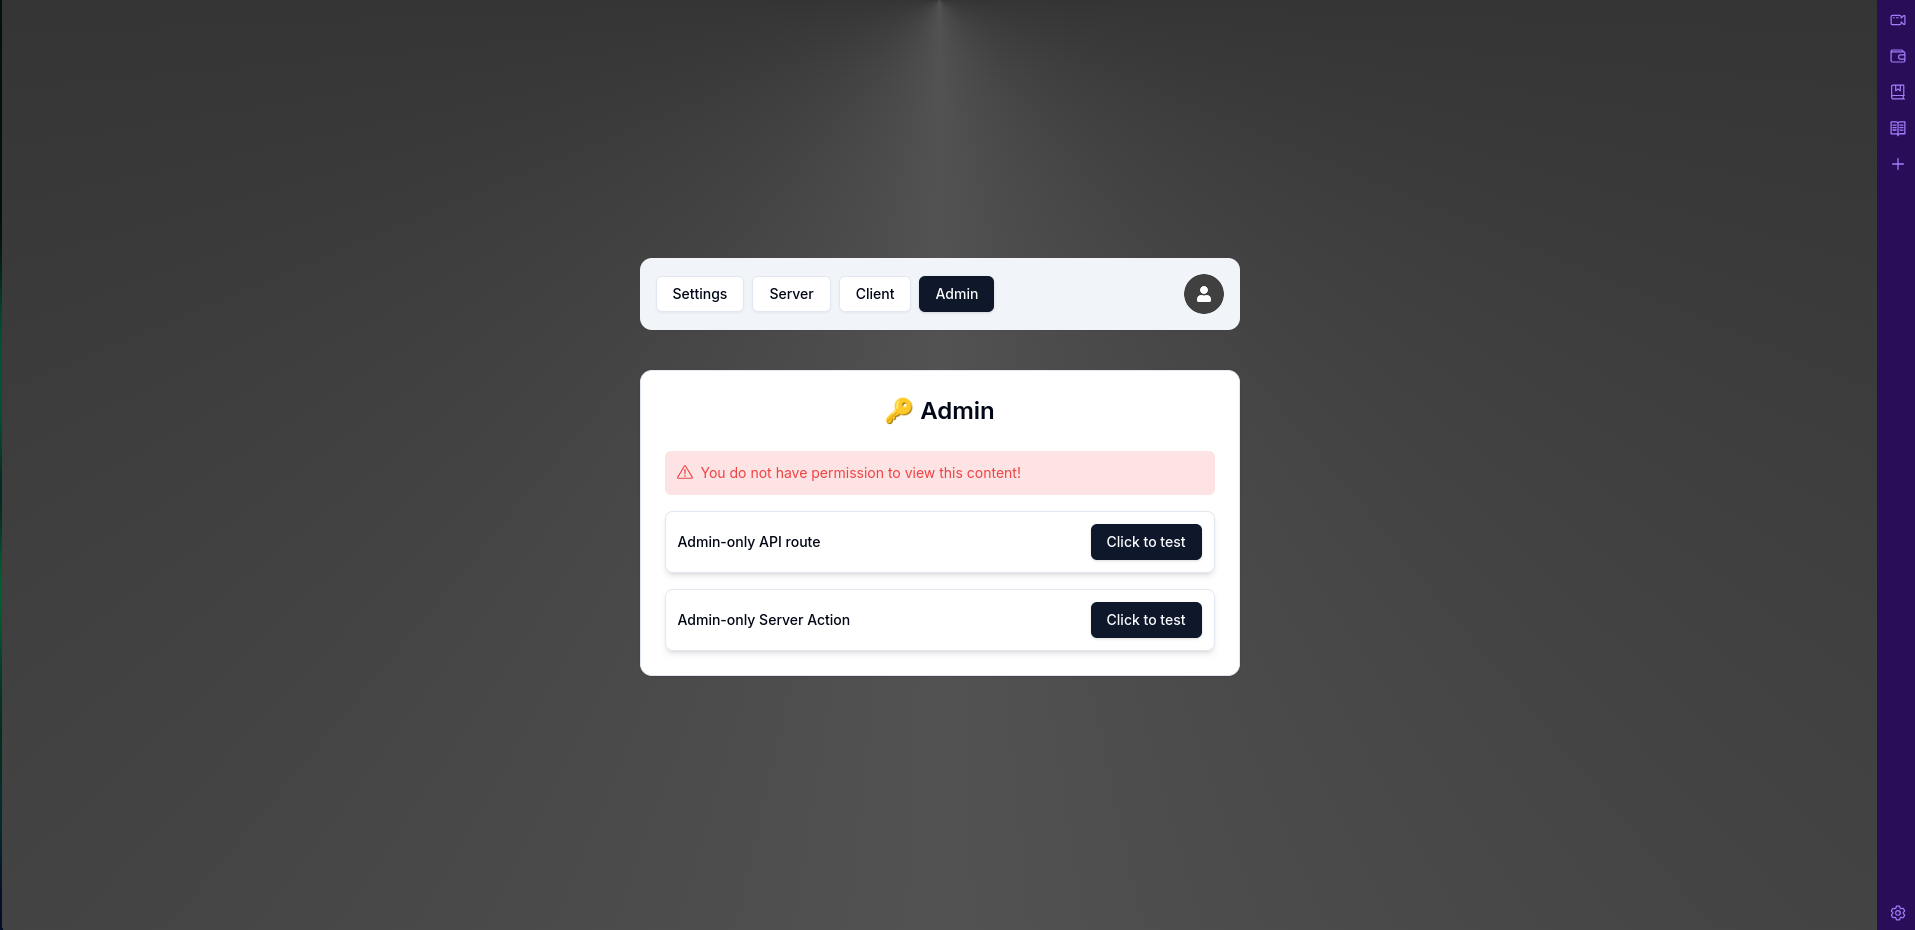 Settings Server Client Admin
🔑 Admin
You do not have permission to view this content!
Admin-only API route Click to test
Admin-only Server Action Click to test